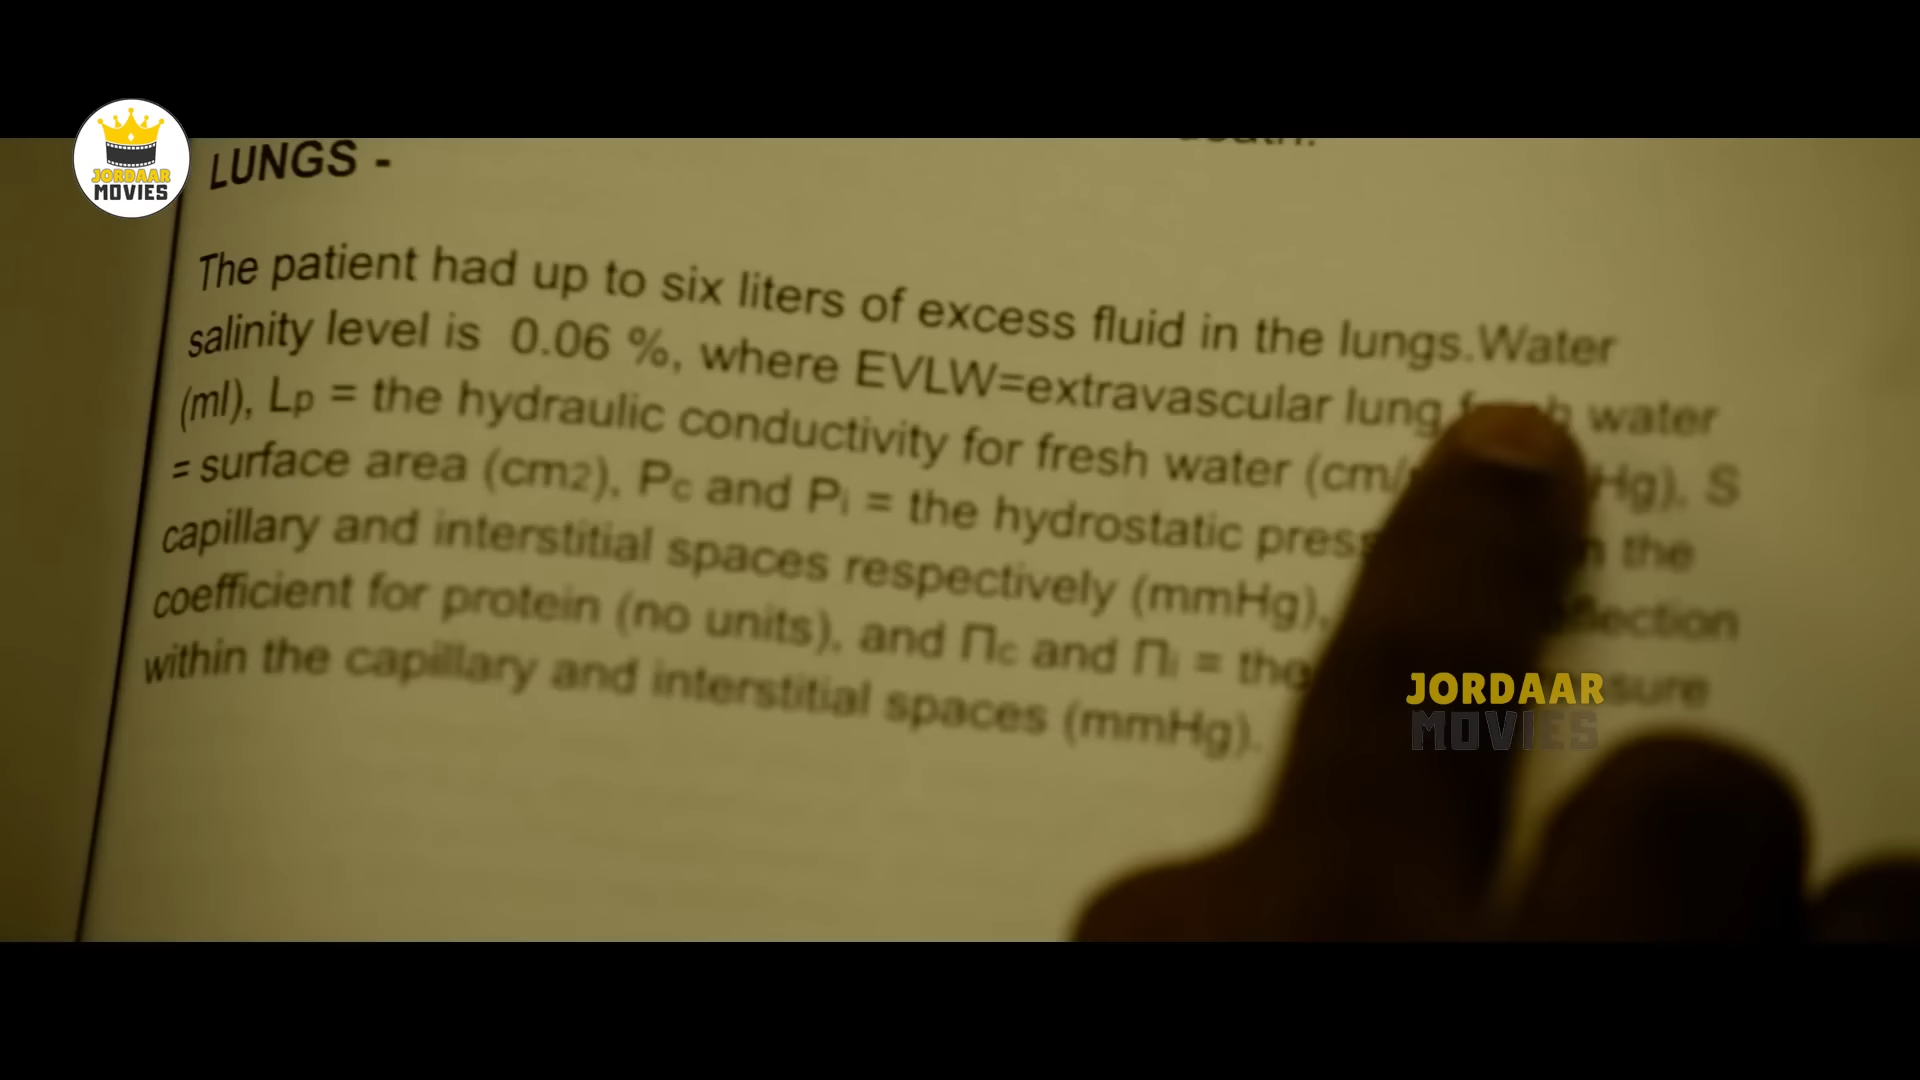 JORDAAR
MOVIES
LUNGS -
The patient had up to six liters of excess fluid in the lungs.Water
salinity level is 0.06 %, where EVLW=extravascular lung water
(ml), Lp = the hydraulic conductivity for fresh water (cm/ Hg), S
= surface area (cm2), Pc and Pi = the hydrostatic the
capillary and interstitial spaces respectively (mmHg),
coefficient for protein (no units), and Πc and Πi = the
within the capillary and interstitial spaces (mmHg).
JORDAAR
MOVIES